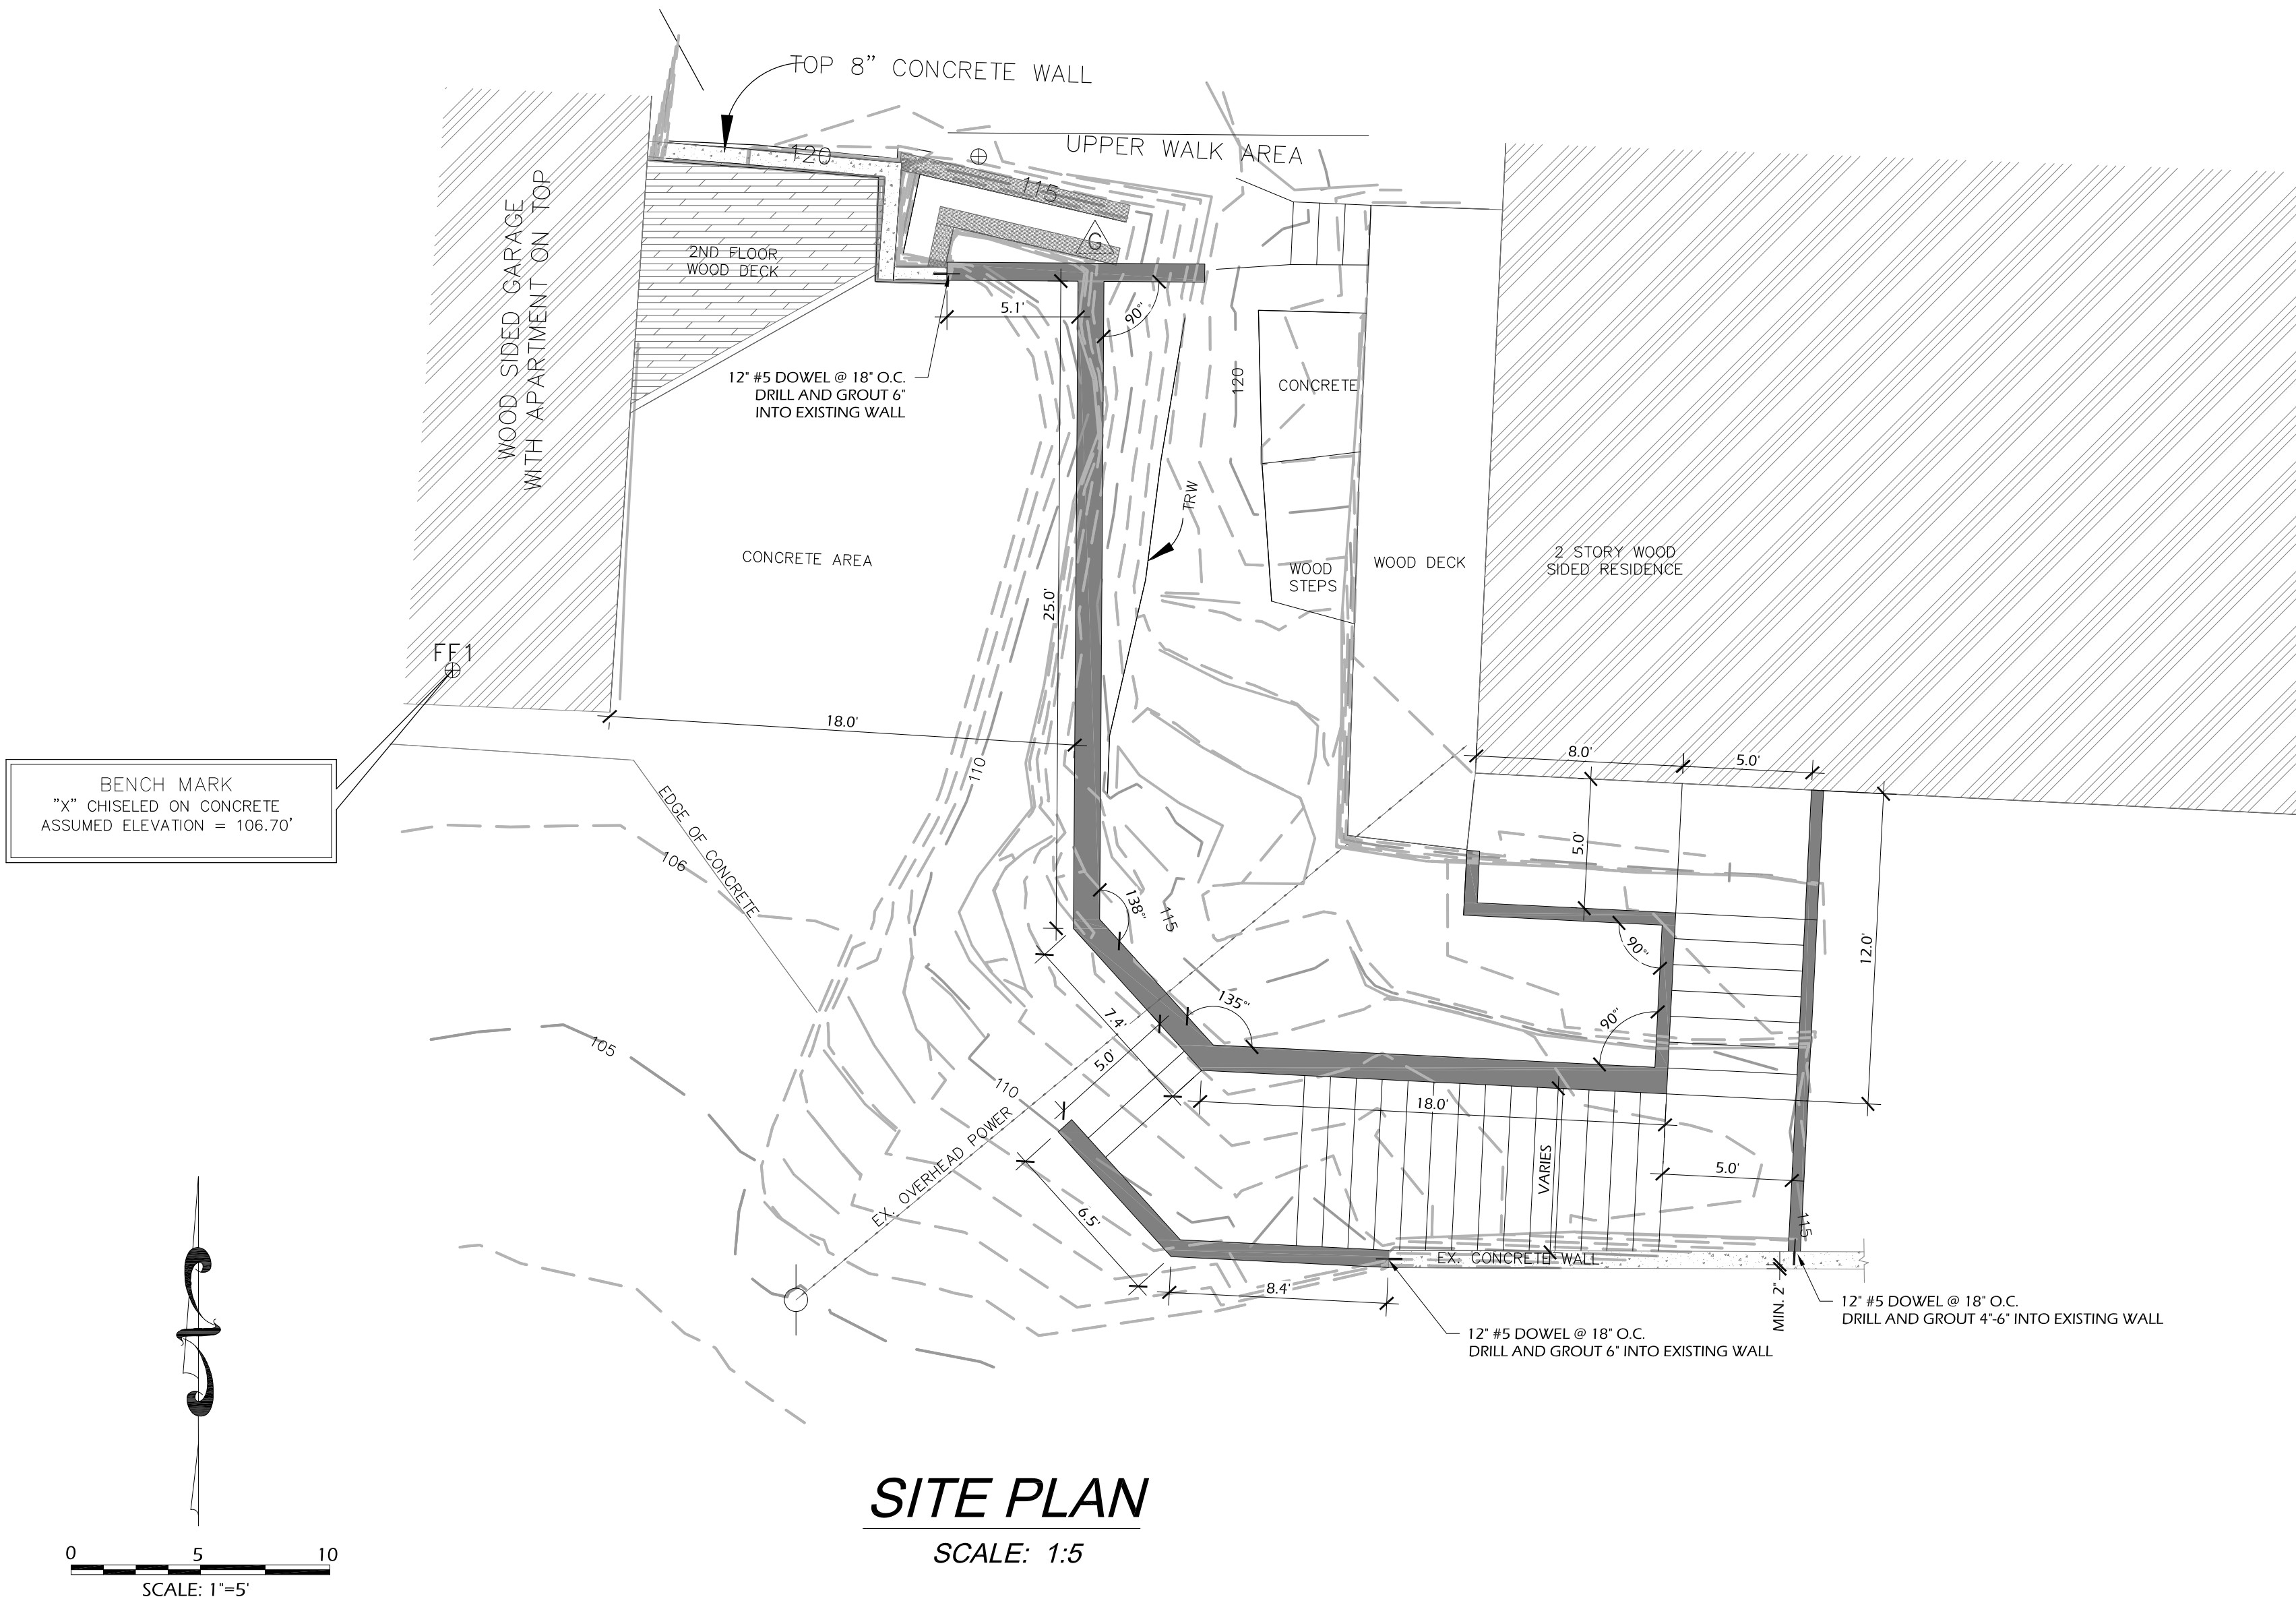 TOP 8” CONCRETE WALL
120
UPPER WALK AREA
115
G
WOOD SIDED GARAGE
WITH APARTMENT ON TOP
2ND FLOOR
WOOD DECK
5.1'
90°
12" #5 DOWEL @ 18" O.C.
DRILL AND GROUT 6"
INTO EXISTING WALL
120
CONCRETE
TRW
CONCRETE AREA
25.0'
WOOD
STEPS
WOOD DECK
2 STORY WOOD
SIDED RESIDENCE
FF1
18.0'
110
8.0'
5.0'
BENCH MARK
”X” CHISELED ON CONCRETE
ASSUMED ELEVATION = 106.70’
EDGE OF CONCRETE
106
5.0'
138°
115
90°
12.0'
135°
7.4'
90°
105
5.0'
110
18.0'
EX. OVERHEAD POWER
VARIES
5.0'
6.5'
115
EX. CONCRETE WALL
8.4'
MIN. 2"
12" #5 DOWEL @ 18" O.C.
DRILL AND GROUT 4"-6" INTO EXISTING WALL
12" #5 DOWEL @ 18" O.C.
DRILL AND GROUT 6" INTO EXISTING WALL
SITE PLAN
SCALE: 1:5
0 5 10
SCALE: 1"=5'